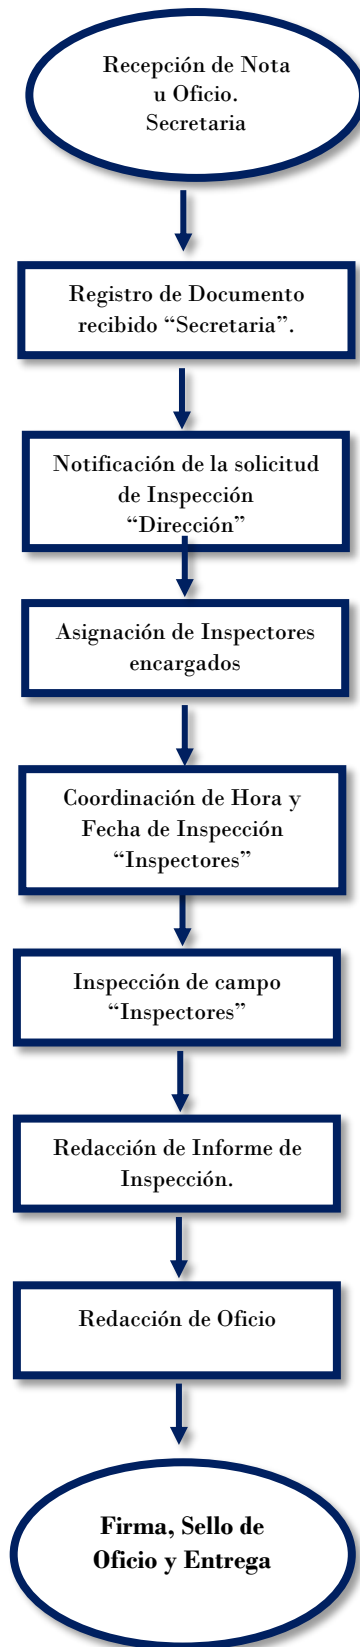 Recepción de Nota
u Oficio.
Secretaria
Registro de Documento
recibido “Secretaria”.
Notificación de la solicitud
de Inspección
“Dirección”
Asignación de Inspectores
encargados
Coordinación de Hora y
Fecha de Inspección
“Inspectores”
Inspección de campo
“Inspectores”
Redacción de Informe de
Inspección.
Redacción de Oficio
Firma, Sello de
Oficio y Entrega